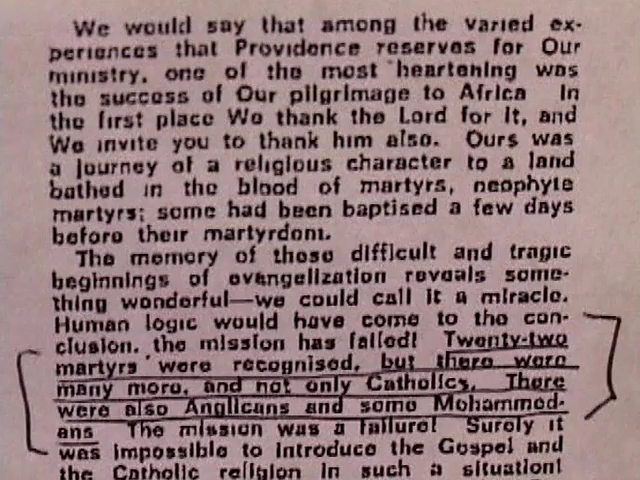 We would say that among the varied ex-
periences that Providence reserves for Our
ministry, one of the most heartening was
the success of Our pilgrimage to Africa In
the first place We thank the Lord for it, and
We invite you to thank him also. Ours was
a journey of a religious character to a land
bathed in the blood of martyrs, neophyte
martyrs; some had been baptised a few days
before their martyrdom.
The memory of those difficult and tragic
beginnings of evangelization reveals some-
thing wonderful—we could call it a miracle.
Human logic would have come to the con-
clusion, the mission has failed! Twenty-two
martyrs were recognised, but there were
many more, and not only Catholics. There
were also Anglicans and some Mohammed-
ans The mission was a failure! Surely it
was impossible to introduce the Gospel and
the Catholic religion in such a situation!